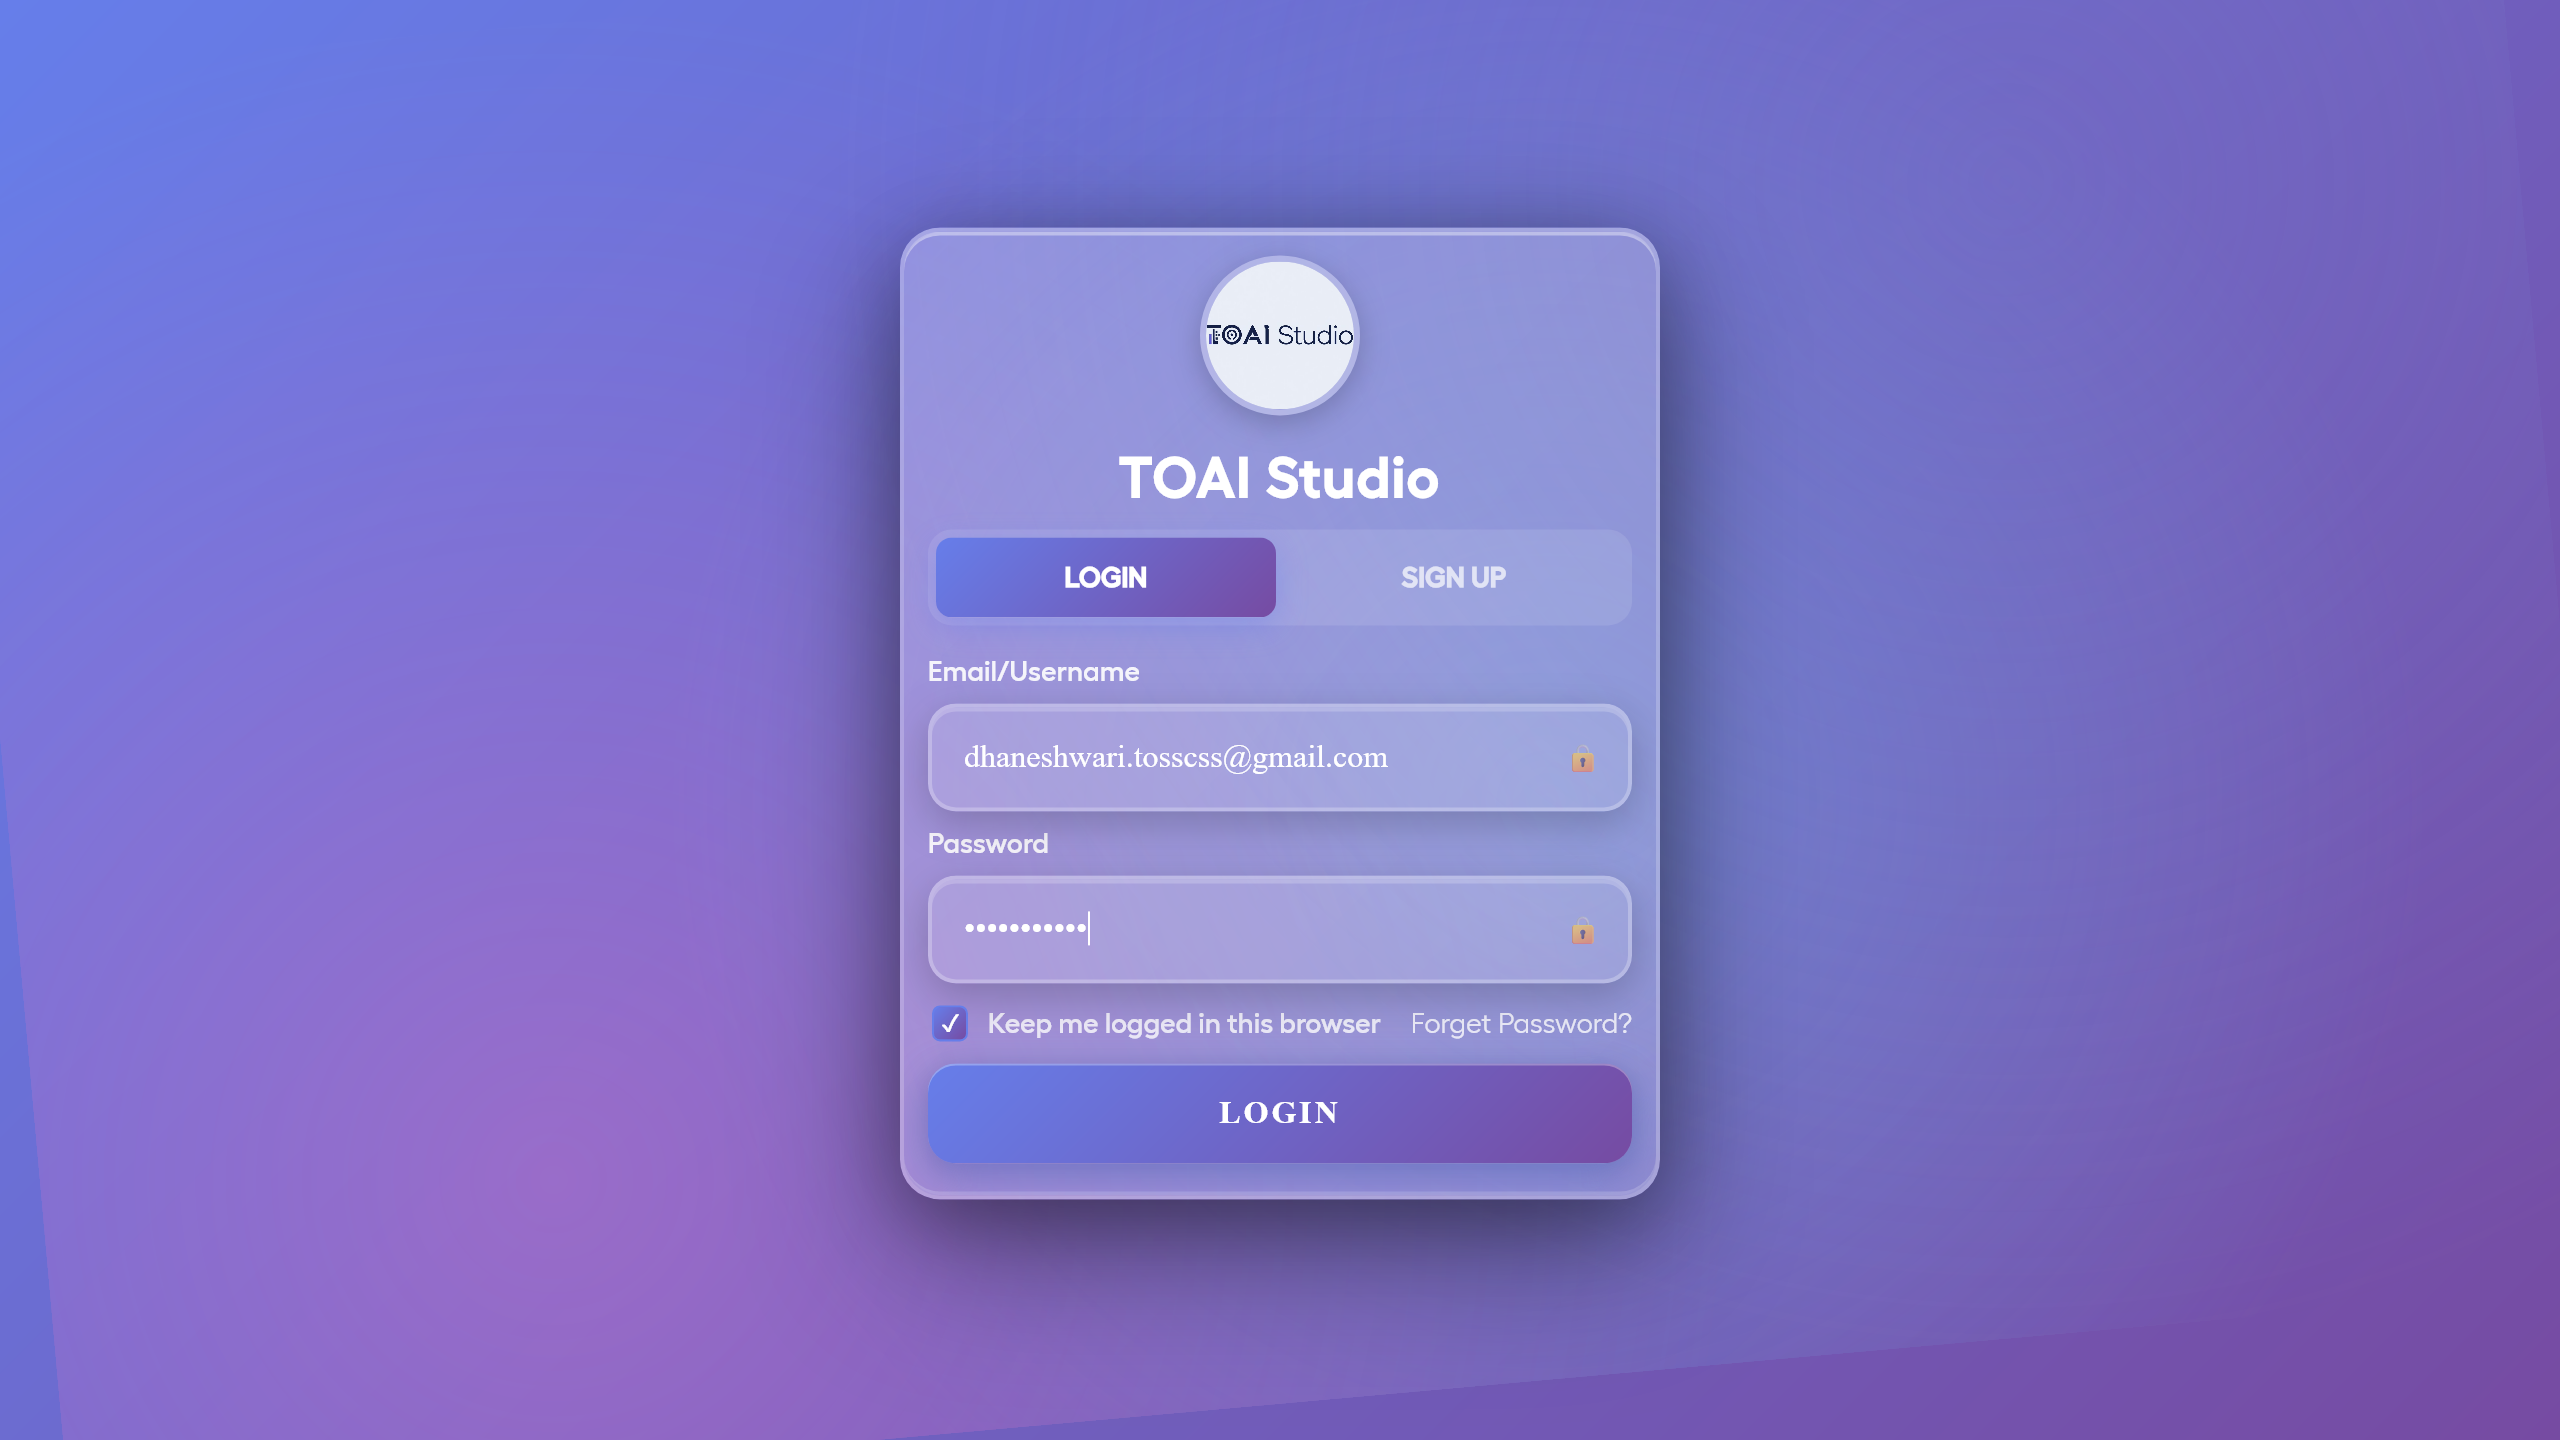 TOAI Studio
TOAI Studio
LOGIN SIGN UP
Email/Username
dhaneshwari.tosscss@gmail.com
Password
•••••••••••
✓ Keep me logged in this browser Forget Password?
LOGIN